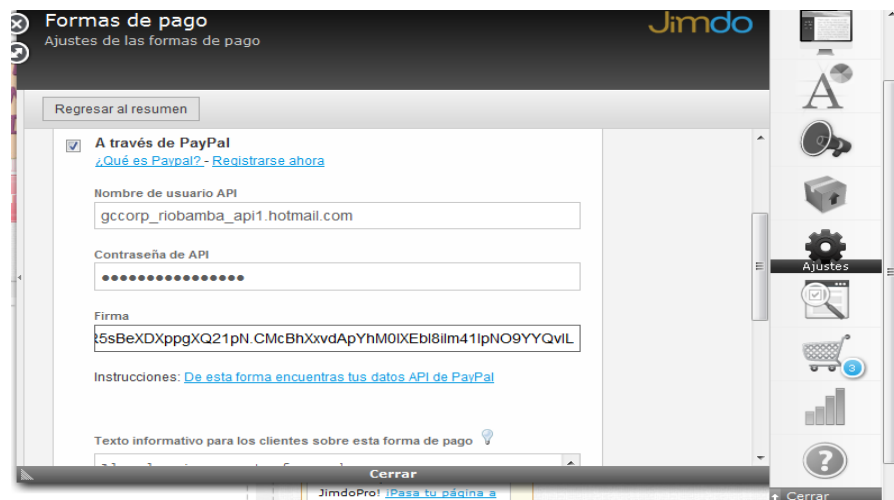 Formas de pago
Jimdo
Ajustes de las formas de pago
Regresar al resumen
A través de PayPal
¿Qué es Paypal? - Registrarse ahora
Nombre de usuario API
gccorp_riobamba_api1.hotmail.com
Contraseña de API
••••••••••••••••
Firma
R5sBeXDXppgXQ21pN.CMcBhXxvdApYhM0IXEbl8ilm41IpNO9YYQvlL
Instrucciones: De esta forma encuentras tus datos API de PayPal
Texto informativo para los clientes sobre esta forma de pago
Cerrar
JimdoPro! ¡Pasa tu página a
Ajustes
3
Cerrar